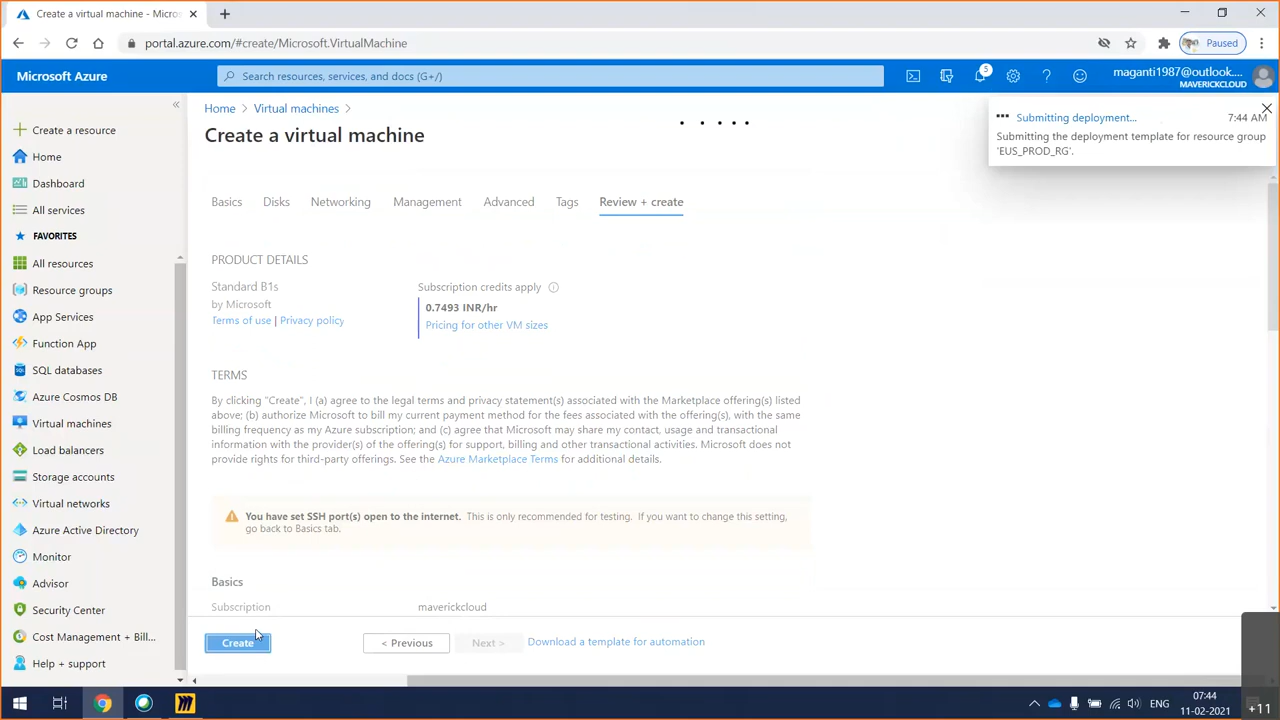 Create a virtual machine - Micros
portal.azure.com/#create/Microsoft.VirtualMachine
Paused
Microsoft Azure
Search resources, services, and docs (G+/)
5
maganti1987@outlook....
MAVERICKCLOUD
«
Create a resource
Home
Dashboard
All services
FAVORITES
All resources
Resource groups
App Services
Function App
SQL databases
Azure Cosmos DB
Virtual machines
Load balancers
Storage accounts
Virtual networks
Azure Active Directory
Monitor
Advisor
Security Center
Cost Management + Bill...
Help + support
Home > Virtual machines >
Create a virtual machine
Submitting deployment... 7:44 AM
Submitting the deployment template for resource group
'EUS_PROD_RG'.
Basics Disks Networking Management Advanced Tags Review + create
PRODUCT DETAILS
Standard B1s
by Microsoft
Terms of use | Privacy policy
Subscription credits apply
0.7493 INR/hr
Pricing for other VM sizes
TERMS
By clicking "Create", I (a) agree to the legal terms and privacy statement(s) associated with the Marketplace offering(s) listed
above; (b) authorize Microsoft to bill my current payment method for the fees associated with the offering(s), with the same
billing frequency as my Azure subscription; and (c) agree that Microsoft may share my contact, usage and transactional
information with the provider(s) of the offering(s) for support, billing and other transactional activities. Microsoft does not
provide rights for third-party offerings. See the Azure Marketplace Terms for additional details.
You have set SSH port(s) open to the internet. This is only recommended for testing. If you want to change this setting,
go back to Basics tab.
Basics
Subscription maverickcloud
Create < Previous Next > Download a template for automation
ENG
07:44
11-02-2021
+11